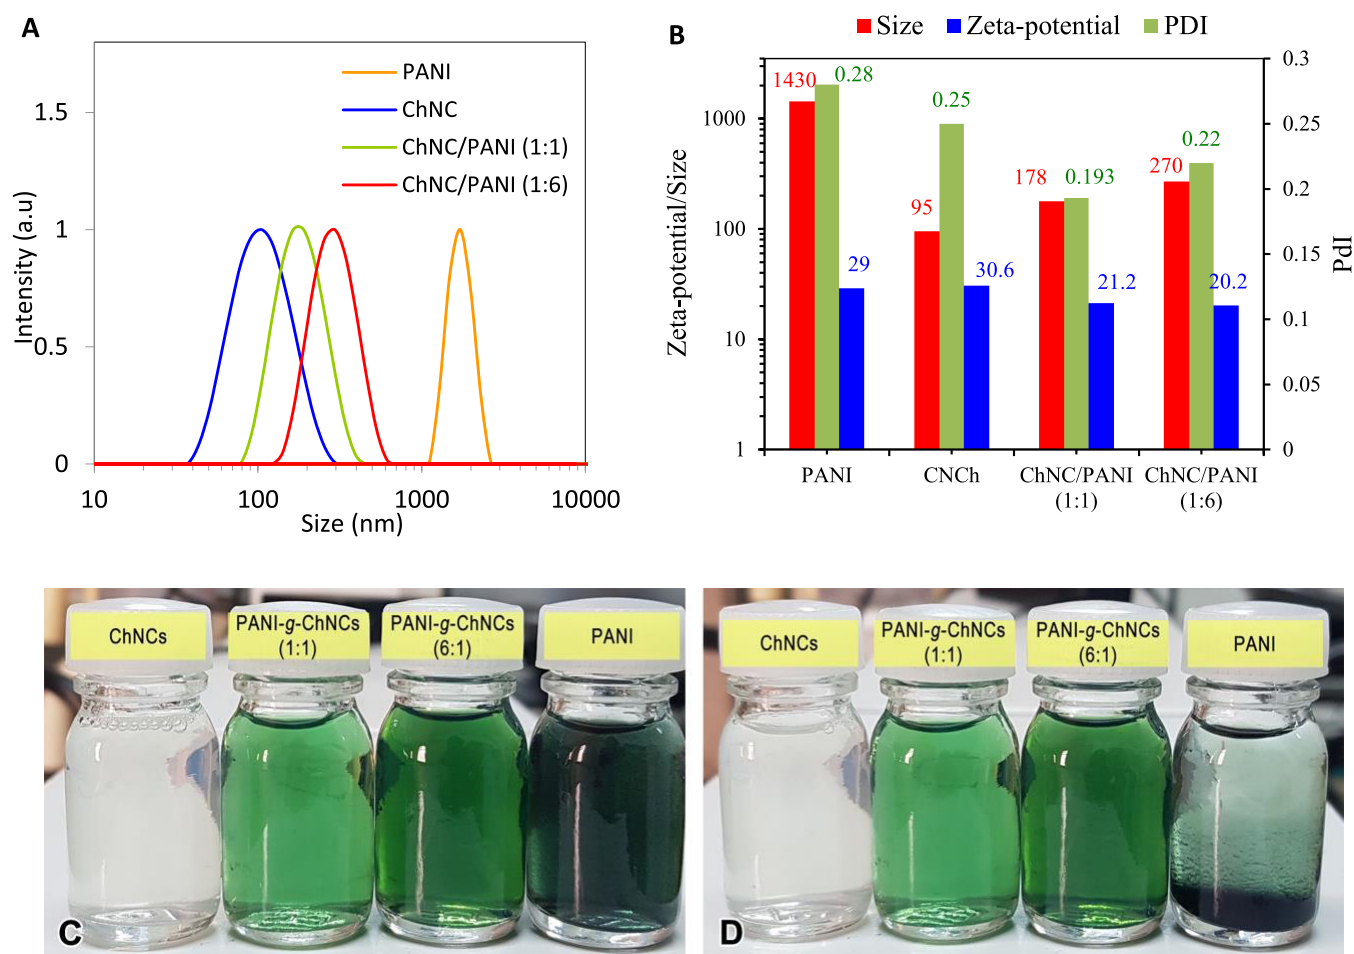 A
PANI
ChNC
ChNC/PANI (1:1)
ChNC/PANI (1:6)
1.5
1
0.5
0
Intensity (a.u)
10
100
1000
10000
Size (nm)
B
Size
Zeta-potential
PDI
1430
0.28
0.25
0.22
270
178
0.193
95
29
30.6
21.2
20.2
1000
100
10
1
Zeta-potential/Size
0.3
0.25
0.2
0.15
0.1
0.05
0
PdI
PANI
CNCh
ChNC/PANI
(1:1)
ChNC/PANI
(1:6)
ChNCs
PANI-g-ChNCs
(1:1)
PANI-g-ChNCs
(6:1)
PANI
C
ChNCs
PANI-g-ChNCs
(1:1)
PANI-g-ChNCs
(6:1)
PANI
D